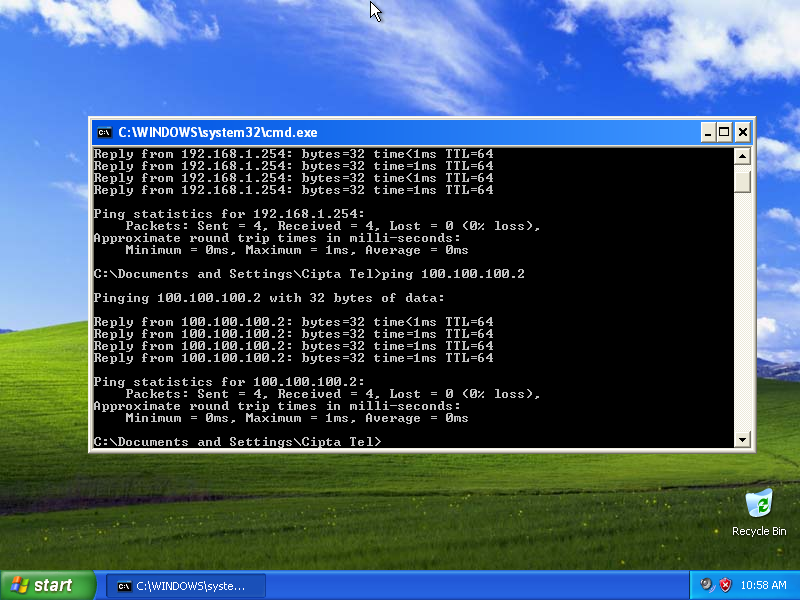 C:\WINDOWS\system32\cmd.exe
Reply from 192.168.1.254: bytes=32 time<1ms TTL=64
Reply from 192.168.1.254: bytes=32 time=1ms TTL=64
Reply from 192.168.1.254: bytes=32 time<1ms TTL=64
Reply from 192.168.1.254: bytes=32 time=1ms TTL=64
Ping statistics for 192.168.1.254:
Packets: Sent = 4, Received = 4, Lost = 0 (0% loss),
Approximate round trip times in milli-seconds:
Minimum = 0ms, Maximum = 1ms, Average = 0ms
C:\Documents and Settings\Cipta Tel>ping 100.100.100.2
Pinging 100.100.100.2 with 32 bytes of data:
Reply from 100.100.100.2: bytes=32 time<1ms TTL=64
Reply from 100.100.100.2: bytes=32 time=1ms TTL=64
Reply from 100.100.100.2: bytes=32 time=1ms TTL=64
Reply from 100.100.100.2: bytes=32 time=1ms TTL=64
Ping statistics for 100.100.100.2:
Packets: Sent = 4, Received = 4, Lost = 0 (0% loss),
Approximate round trip times in milli-seconds:
Minimum = 0ms, Maximum = 1ms, Average = 0ms
C:\Documents and Settings\Cipta Tel>
Recycle Bin
start
C:\WINDOWS\syste...
10:58 AM